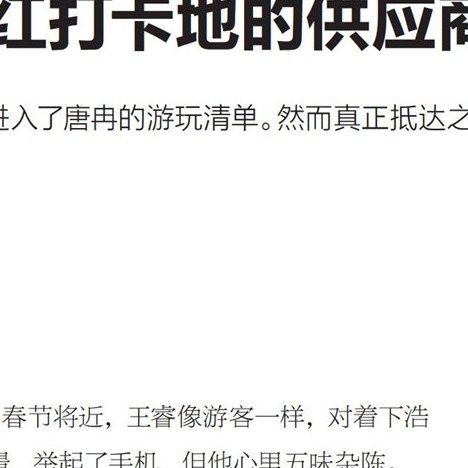 红打卡地的供应商
进入了唐冉的游玩清单。然而真正抵达之
春节将近，王睿像游客一样，对着下浩
景，举起了手机，但他心里五味杂陈。